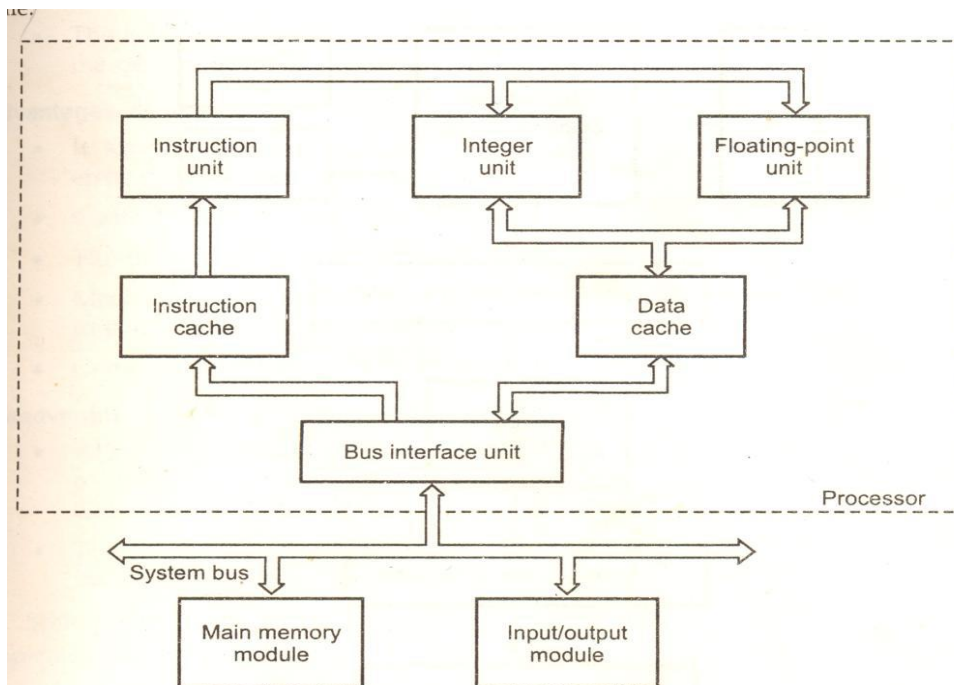 Instruction
unit
Integer
unit
Floating-point
unit
Instruction
cache
Data
cache
Bus interface unit
Processor
System bus
Main memory
module
Input/output
module